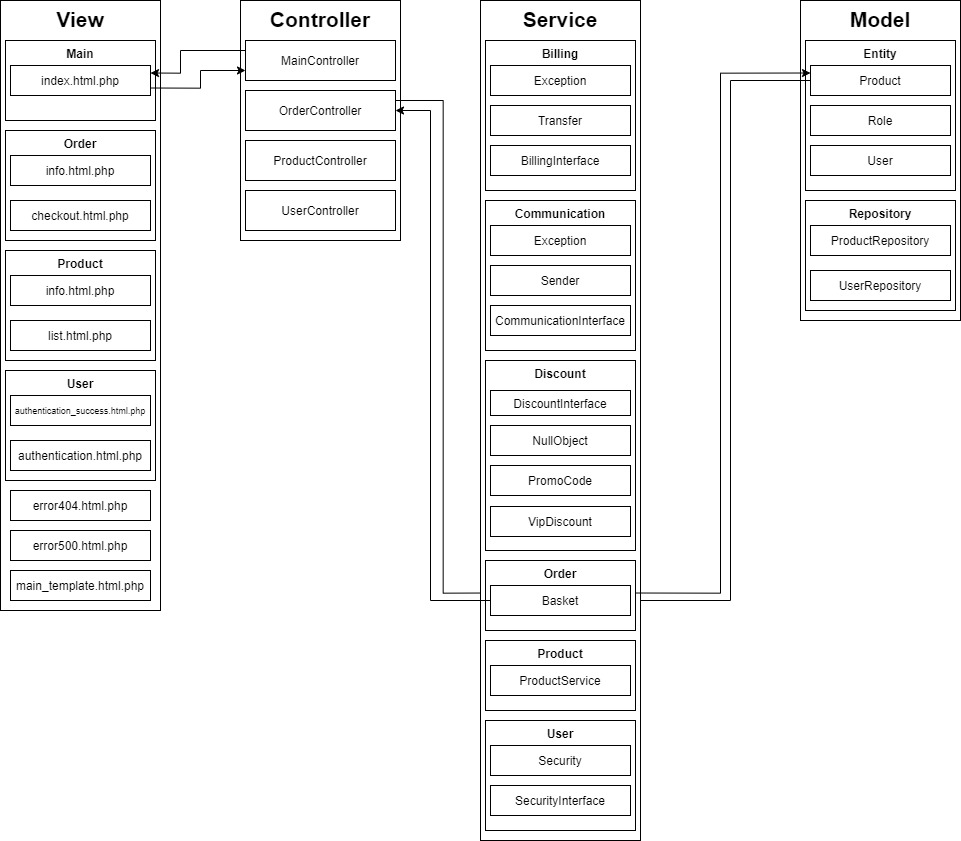 View
Main
index.html.php
Order
info.html.php
checkout.html.php
Product
info.html.php
list.html.php
User
authentication_success.html.php
authentication.html.php
error404.html.php
error500.html.php
main_template.html.php
Controller
MainController
OrderController
ProductController
UserController
Service
Billing
Exception
Transfer
BillingInterface
Communication
Exception
Sender
CommunicationInterface
Discount
DiscountInterface
NullObject
PromoCode
VipDiscount
Order
Basket
Product
ProductService
User
Security
SecurityInterface
Model
Entity
Product
Role
User
Repository
ProductRepository
UserRepository